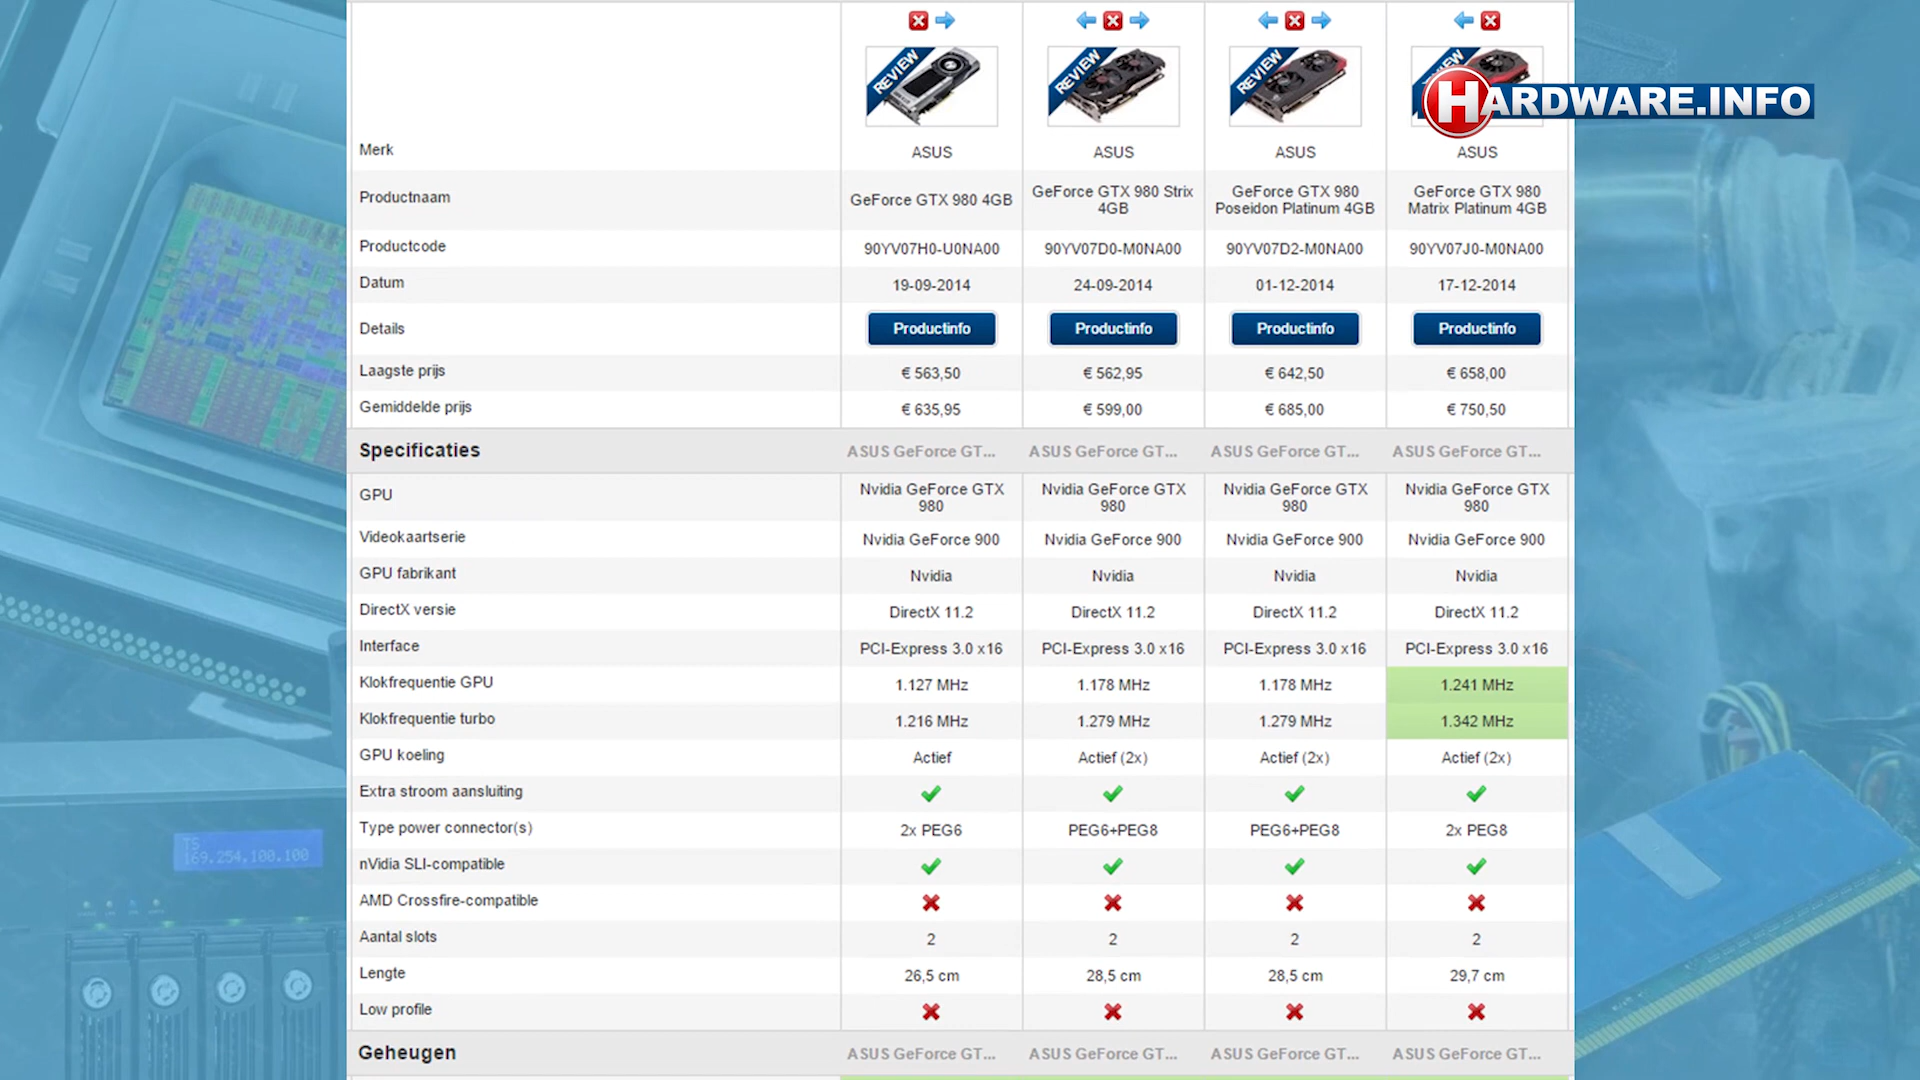 REVIEW REVIEW REVIEW REVIEW
HARDWARE.INFO
Merk ASUS ASUS ASUS ASUS
Productnaam GeForce GTX 980 4GB GeForce GTX 980 Strix 4GB GeForce GTX 980 Poseidon Platinum 4GB GeForce GTX 980 Matrix Platinum 4GB
Productcode 90YV07H0-U0NA00 90YV07D0-M0NA00 90YV07D2-M0NA00 90YV07J0-M0NA00
Datum 19-09-2014 24-09-2014 01-12-2014 17-12-2014
Details Productinfo Productinfo Productinfo Productinfo
Laagste prijs € 563,50 € 562,95 € 642,50 € 658,00
Gemiddelde prijs € 635,95 € 599,00 € 685,00 € 750,50
Specificaties ASUS GeForce GT... ASUS GeForce GT... ASUS GeForce GT... ASUS GeForce GT...
GPU Nvidia GeForce GTX 980 Nvidia GeForce GTX 980 Nvidia GeForce GTX 980 Nvidia GeForce GTX 980
Videokaartserie Nvidia GeForce 900 Nvidia GeForce 900 Nvidia GeForce 900 Nvidia GeForce 900
GPU fabrikant Nvidia Nvidia Nvidia Nvidia
DirectX versie DirectX 11.2 DirectX 11.2 DirectX 11.2 DirectX 11.2
Interface PCI-Express 3.0 x16 PCI-Express 3.0 x16 PCI-Express 3.0 x16 PCI-Express 3.0 x16
Klokfrequentie GPU 1.127 MHz 1.178 MHz 1.178 MHz 1.241 MHz
Klokfrequentie turbo 1.216 MHz 1.279 MHz 1.279 MHz 1.342 MHz
GPU koeling Actief Actief (2x) Actief (2x) Actief (2x)
Extra stroom aansluiting
Type power connector(s) 2x PEG6 PEG6+PEG8 PEG6+PEG8 2x PEG8
nVidia SLI-compatible
AMD Crossfire-compatible
Aantal slots 2 2 2 2
Lengte 26,5 cm 28,5 cm 28,5 cm 29,7 cm
Low profile
Geheugen ASUS GeForce GT... ASUS GeForce GT... ASUS GeForce GT... ASUS GeForce GT...
TS
169.254.100.100